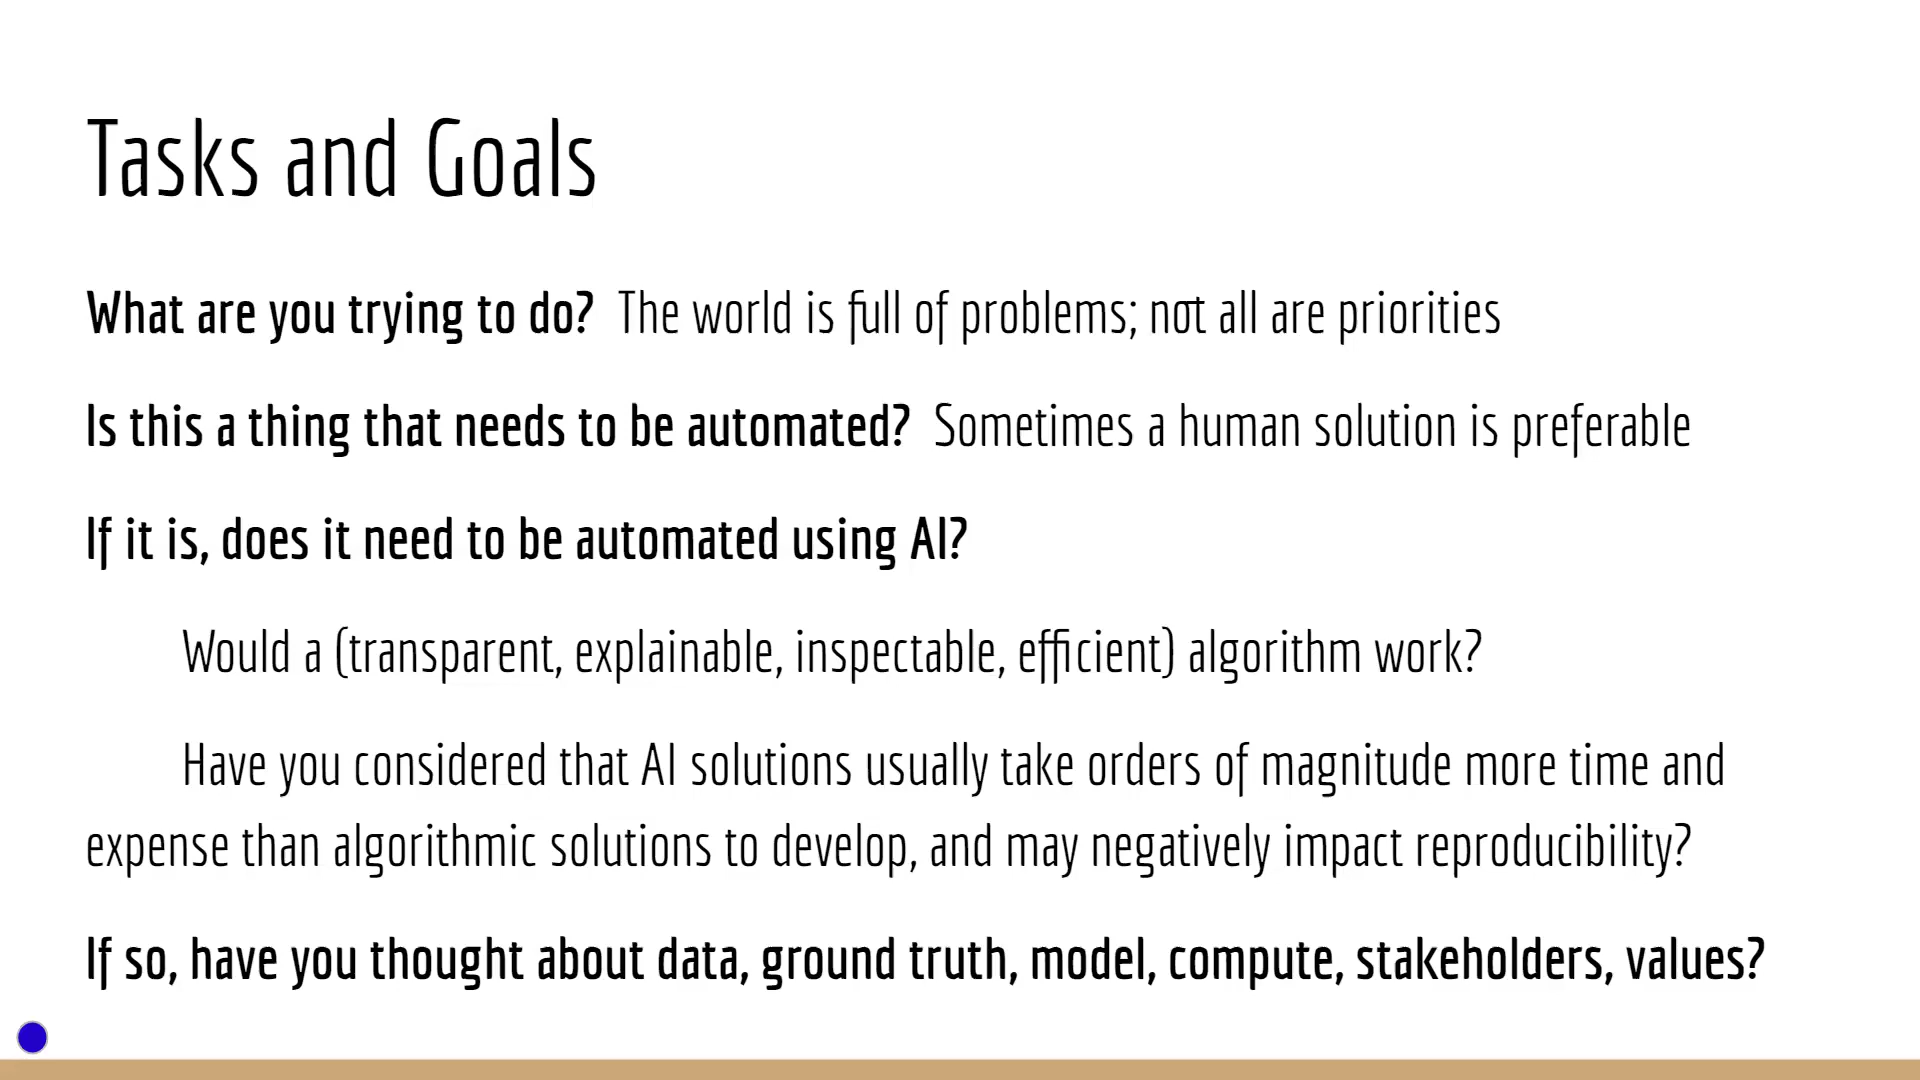 Tasks and Goals
What are you trying to do? The world is full of problems; not all are priorities
Is this a thing that needs to be automated? Sometimes a human solution is preferable
If it is, does it need to be automated using AI?
Would a (transparent, explainable, inspectable, efficient) algorithm work?
Have you considered that AI solutions usually take orders of magnitude more time and
expense than algorithmic solutions to develop, and may negatively impact reproducibility?
If so, have you thought about data, ground truth, model, compute, stakeholders, values?